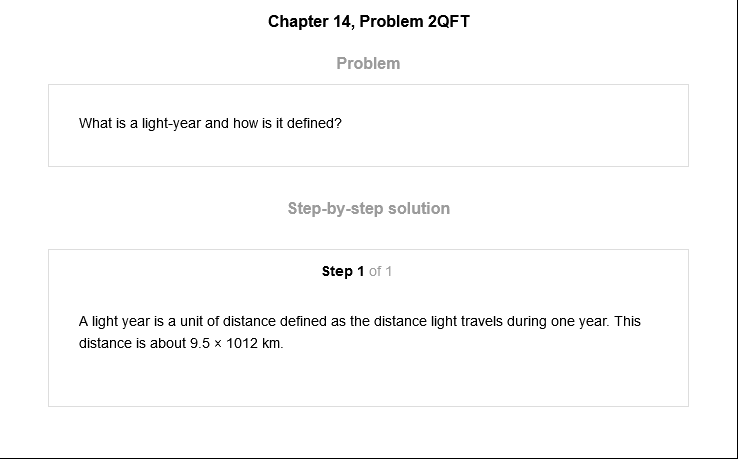 Chapter 14, Problem 2QFT
Problem
What is a light-year and how is it defined?
Step-by-step solution
Step 1 of 1
A light year is a unit of distance defined as the distance light travels during one year. This
distance is about 9.5 × 1012 km.